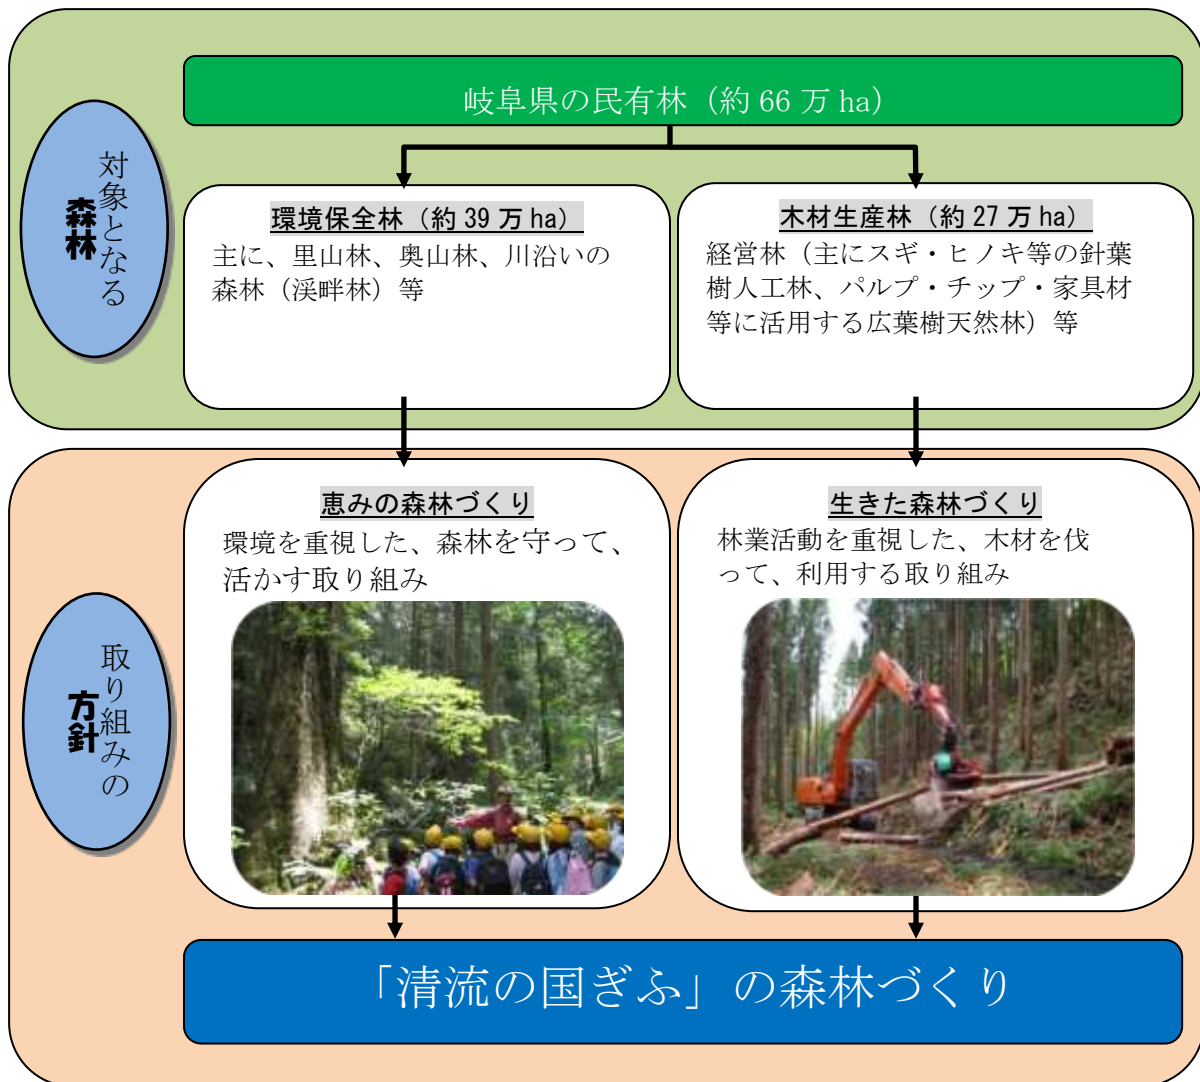 岐阜県の民有林（約 66 万 ha）
対象となる
森林
環境保全林（約 39 万 ha）
主に、里山林、奥山林、川沿いの
森林（渓畔林）等
木材生産林（約 27 万 ha）
経営林（主にスギ・ヒノキ等の針葉
樹人工林、パルプ・チップ・家具材
等に活用する広葉樹天然林）等
取り組みの
方針
恵みの森林づくり
環境を重視した、森林を守って、
活かす取り組み
生きた森林づくり
林業活動を重視した、木材を伐
って、利用する取り組み
「清流の国ぎふ」の森林づくり